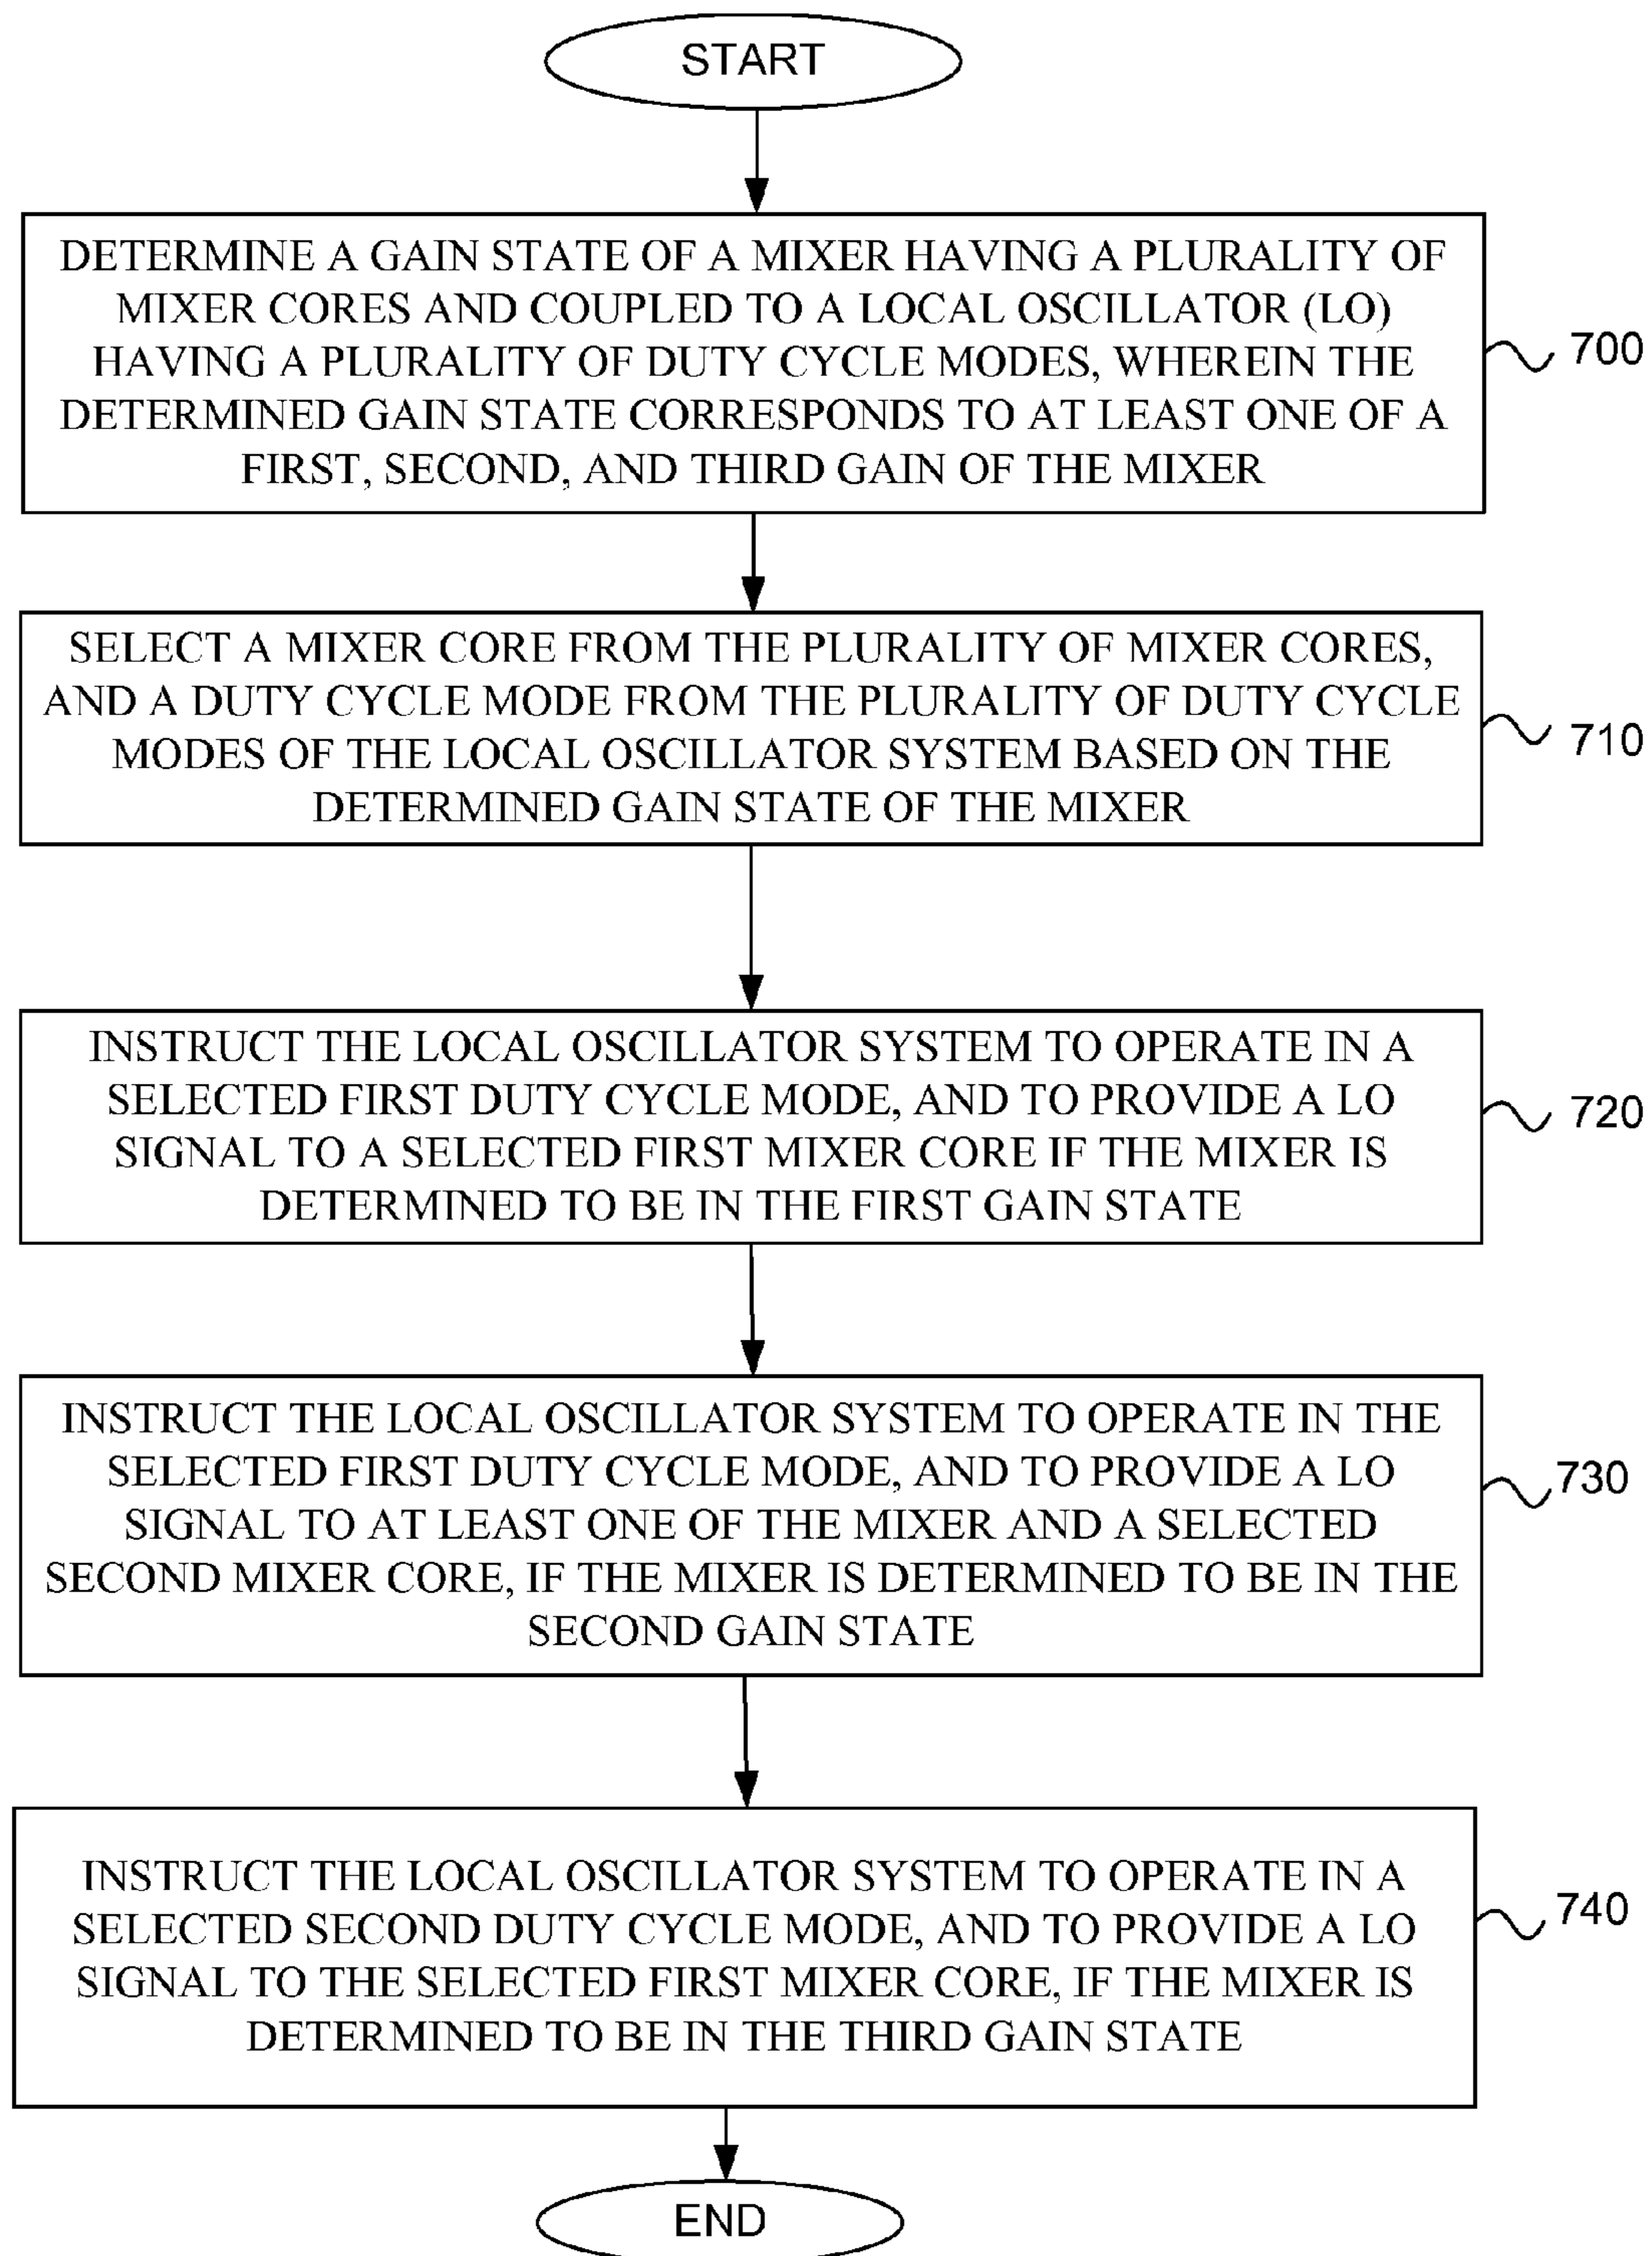 START
DETERMINE A GAIN STATE OF A MIXER HAVING A PLURALITY OF
MIXER CORES AND COUPLED TO A LOCAL OSCILLATOR (LO)
HAVING A PLURALITY OF DUTY CYCLE MODES, WHEREIN THE
DETERMINED GAIN STATE CORRESPONDS TO AT LEAST ONE OF A
FIRST, SECOND, AND THIRD GAIN OF THE MIXER
700
SELECT A MIXER CORE FROM THE PLURALITY OF MIXER CORES,
AND A DUTY CYCLE MODE FROM THE PLURALITY OF DUTY CYCLE
MODES OF THE LOCAL OSCILLATOR SYSTEM BASED ON THE
DETERMINED GAIN STATE OF THE MIXER
710
INSTRUCT THE LOCAL OSCILLATOR SYSTEM TO OPERATE IN A
SELECTED FIRST DUTY CYCLE MODE, AND TO PROVIDE A LO
SIGNAL TO A SELECTED FIRST MIXER CORE IF THE MIXER IS
DETERMINED TO BE IN THE FIRST GAIN STATE
720
INSTRUCT THE LOCAL OSCILLATOR SYSTEM TO OPERATE IN THE
SELECTED FIRST DUTY CYCLE MODE, AND TO PROVIDE A LO
SIGNAL TO AT LEAST ONE OF THE MIXER AND A SELECTED
SECOND MIXER CORE, IF THE MIXER IS DETERMINED TO BE IN THE
SECOND GAIN STATE
730
INSTRUCT THE LOCAL OSCILLATOR SYSTEM TO OPERATE IN A
SELECTED SECOND DUTY CYCLE MODE, AND TO PROVIDE A LO
SIGNAL TO THE SELECTED FIRST MIXER CORE, IF THE MIXER IS
DETERMINED TO BE IN THE THIRD GAIN STATE
740
END